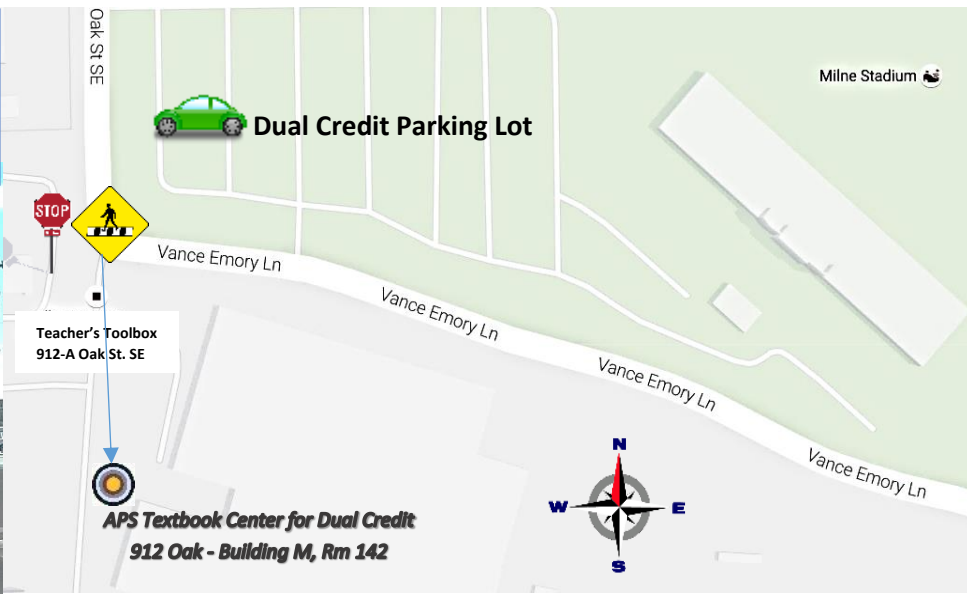 Oak St SE
Milne Stadium
Dual Credit Parking Lot
STOP
Vance Emory Ln
Vance Emory Ln
Vance Emory Ln
Vance Emory Ln
Teacher's Toolbox
912-A Oak St. SE
N
W E
S
APS Textbook Center for Dual Credit
912 Oak - Building M, Rm 142